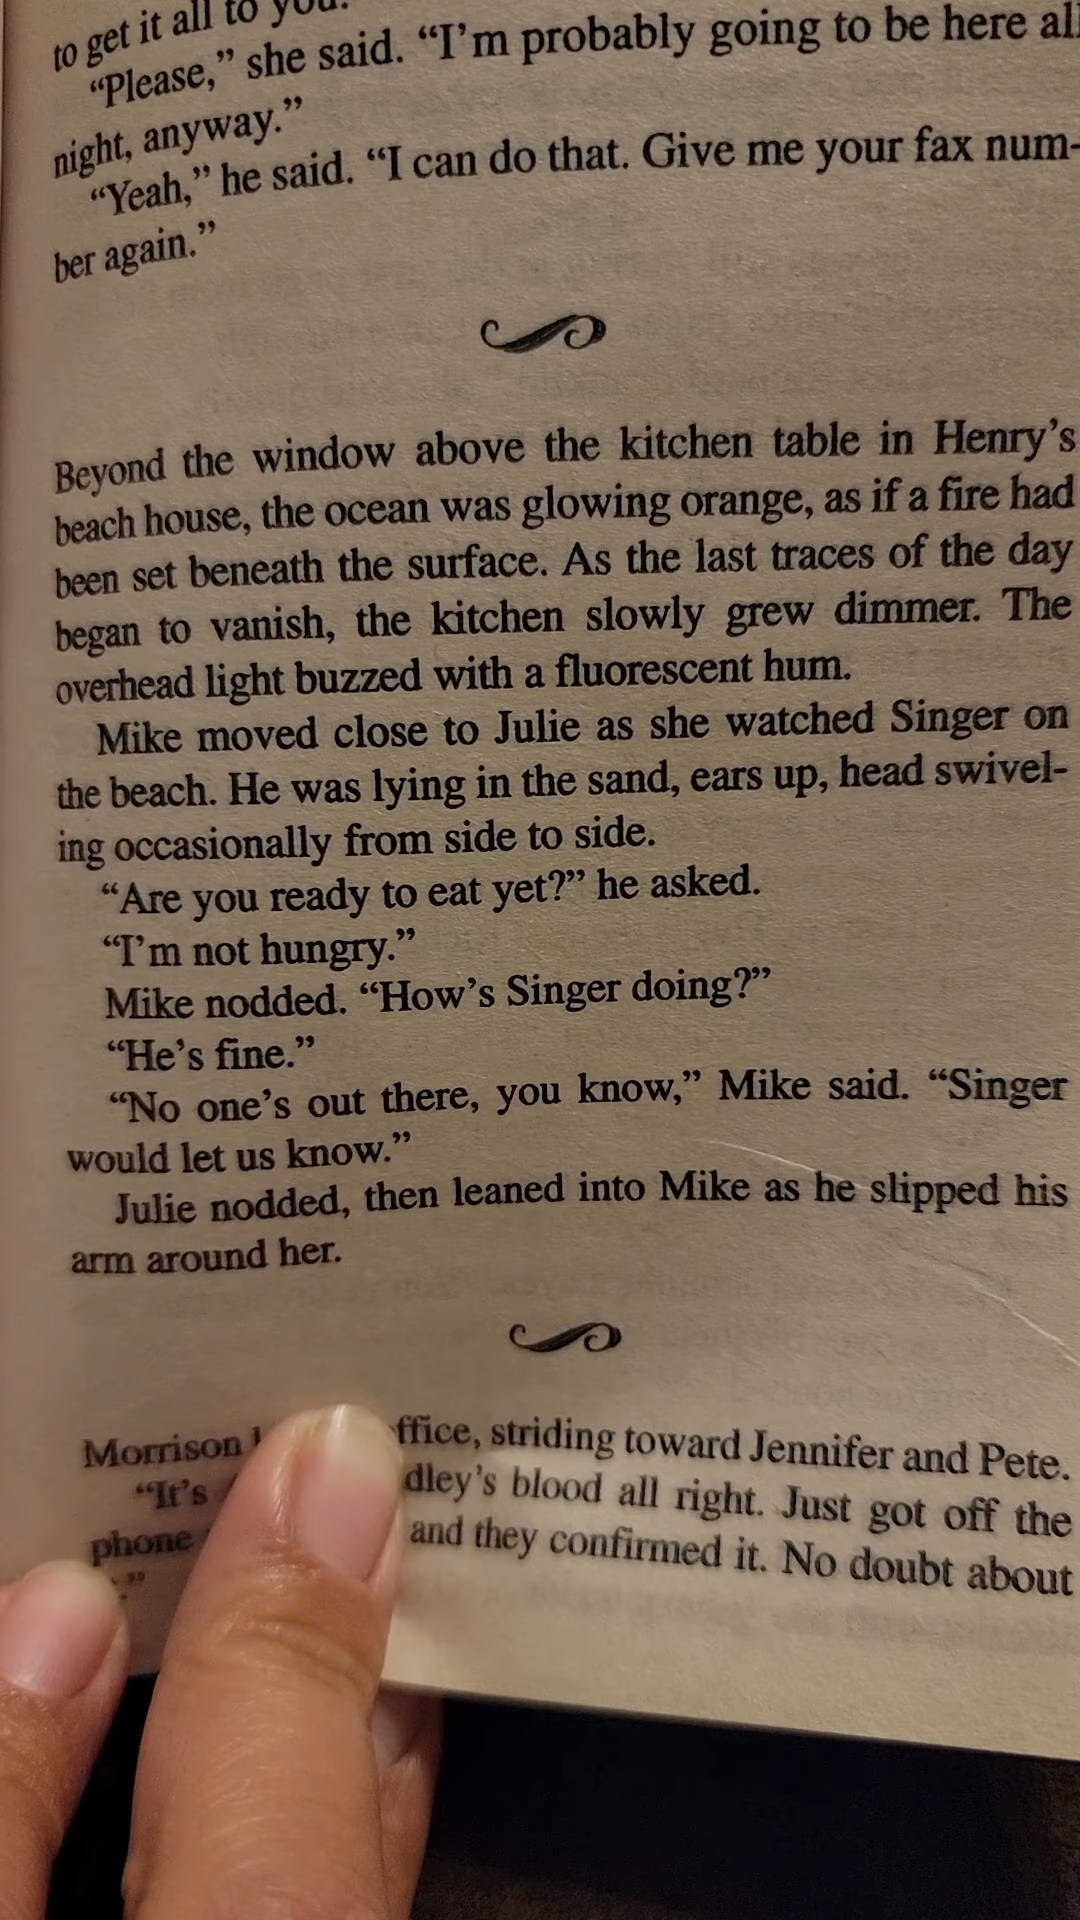 to get it all to you.
“Please,” she said. “I’m probably going to be here all
night, anyway.”
“Yeah,” he said. “I can do that. Give me your fax num-
ber again.”
Beyond the window above the kitchen table in Henry’s
beach house, the ocean was glowing orange, as if a fire had
been set beneath the surface. As the last traces of the day
began to vanish, the kitchen slowly grew dimmer. The
overhead light buzzed with a fluorescent hum.
Mike moved close to Julie as she watched Singer on
the beach. He was lying in the sand, ears up, head swivel-
ing occasionally from side to side.
“Are you ready to eat yet?” he asked.
“I’m not hungry.”
Mike nodded. “How’s Singer doing?”
“He’s fine.”
“No one’s out there, you know,” Mike said. “Singer
would let us know.”
Julie nodded, then leaned into Mike as he slipped his
arm around her.
Morrison ffice, striding toward Jennifer and Pete.
“It’s dley’s blood all right. Just got off the
phone and they confirmed it. No doubt about
”